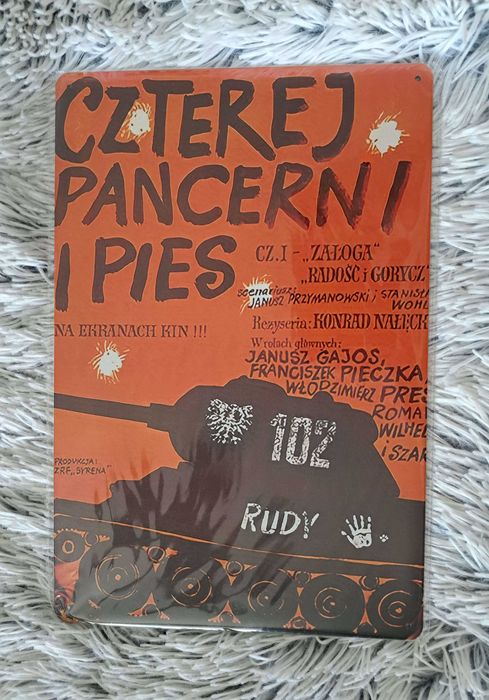 CZTEREJ
PANCERNI
I PIES
CZ.I - "ZAŁOGA"
"RADOŚĆ i GORYCZ"
scenariusz:
JANUSZ PRZYMANOWSKI i STANISŁ
WOHL
NA EKRANACH KIN !!!
Reżyseria: KONRAD NAŁĘCK
W rolach głównych:
JANUSZ GAJOS,
FRANCISZEK PIECZKA
WŁODZIMIERZ PRES
ROMA
WILHEL
i SZAR
102
PRODUKCJA:
ZRF "SYRENA"
RUDY